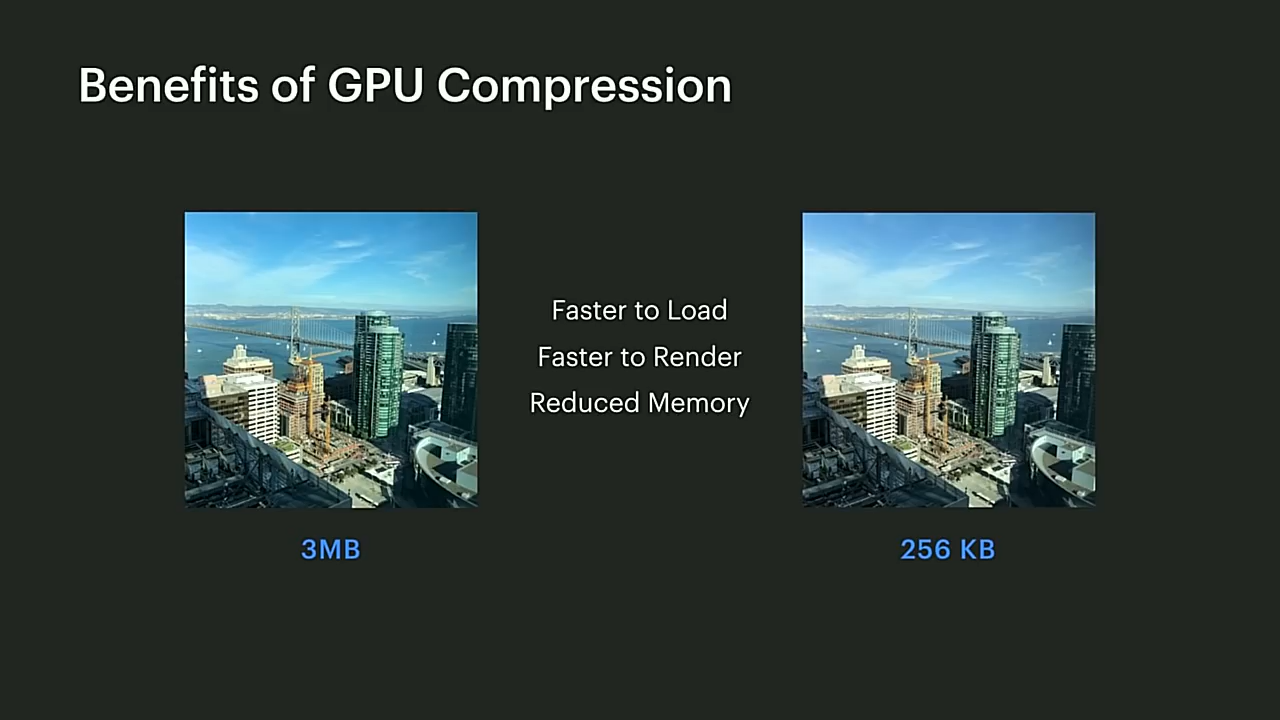 Benefits of GPU Compression
Faster to Load
Faster to Render
Reduced Memory
3MB
256 KB